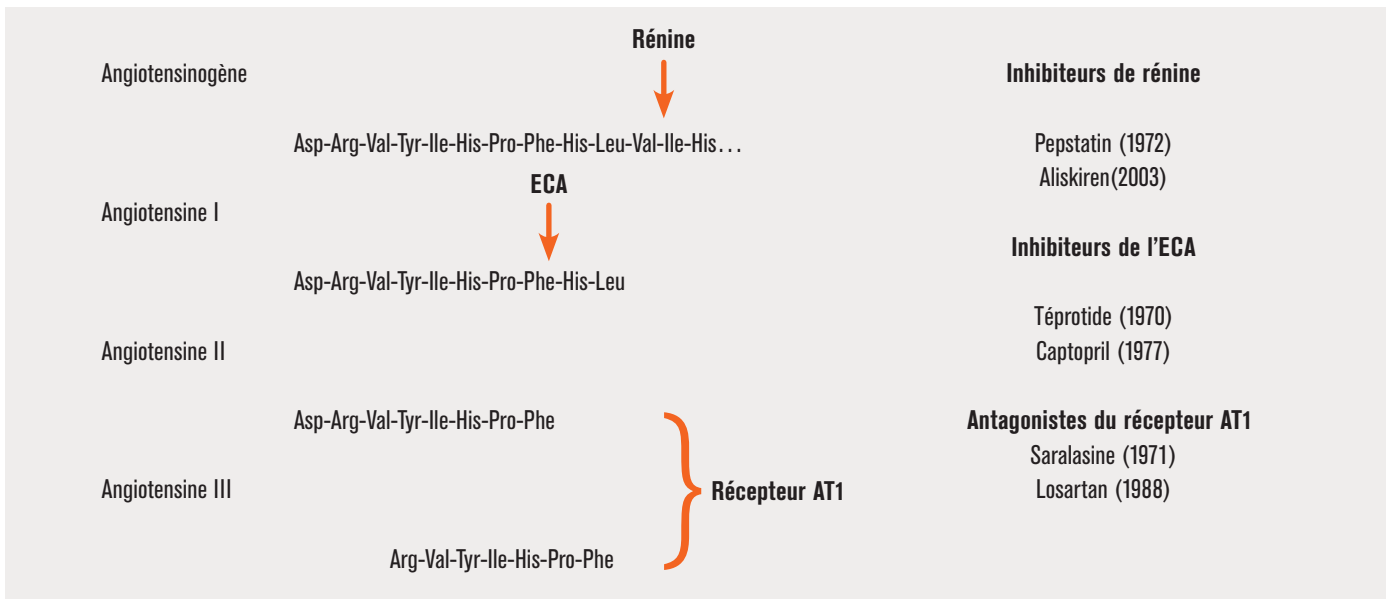 Rénine
Angiotensinogène
Inhibiteurs de rénine
Asp-Arg-Val-Tyr-Ile-His-Pro-Phe-His-Leu-Val-Ile-His...
Pepstatin (1972)
Aliskiren(2003)
ECA
Angiotensine I
Inhibiteurs de l'ECA
Asp-Arg-Val-Tyr-Ile-His-Pro-Phe-His-Leu
Téprotide (1970)
Angiotensine II
Captopril (1977)
Asp-Arg-Val-Tyr-Ile-His-Pro-Phe
Antagonistes du récepteur AT1
Saralasine (1971)
Angiotensine III
Récepteur AT1
Losartan (1988)
Arg-Val-Tyr-Ile-His-Pro-Phe